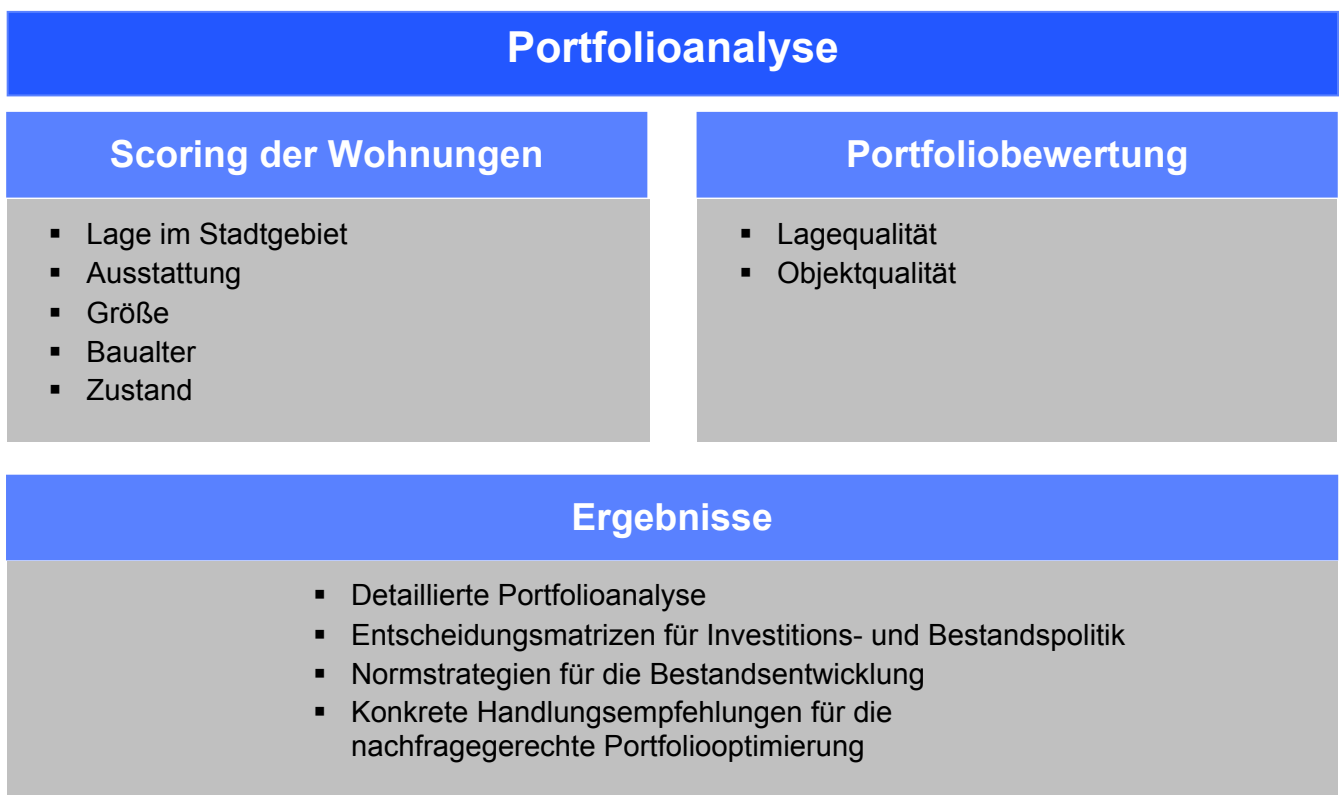 Portfolioanalyse
Scoring der Wohnungen
▪ Lage im Stadtgebiet
▪ Ausstattung
▪ Größe
▪ Baualter
▪ Zustand
Portfoliobewertung
▪ Lagequalität
▪ Objektqualität
Ergebnisse
▪ Detaillierte Portfolioanalyse
▪ Entscheidungsmatrizen für Investitions- und Bestandspolitik
▪ Normstrategien für die Bestandsentwicklung
▪ Konkrete Handlungsempfehlungen für die
nachfragegerechte Portfoliooptimierung